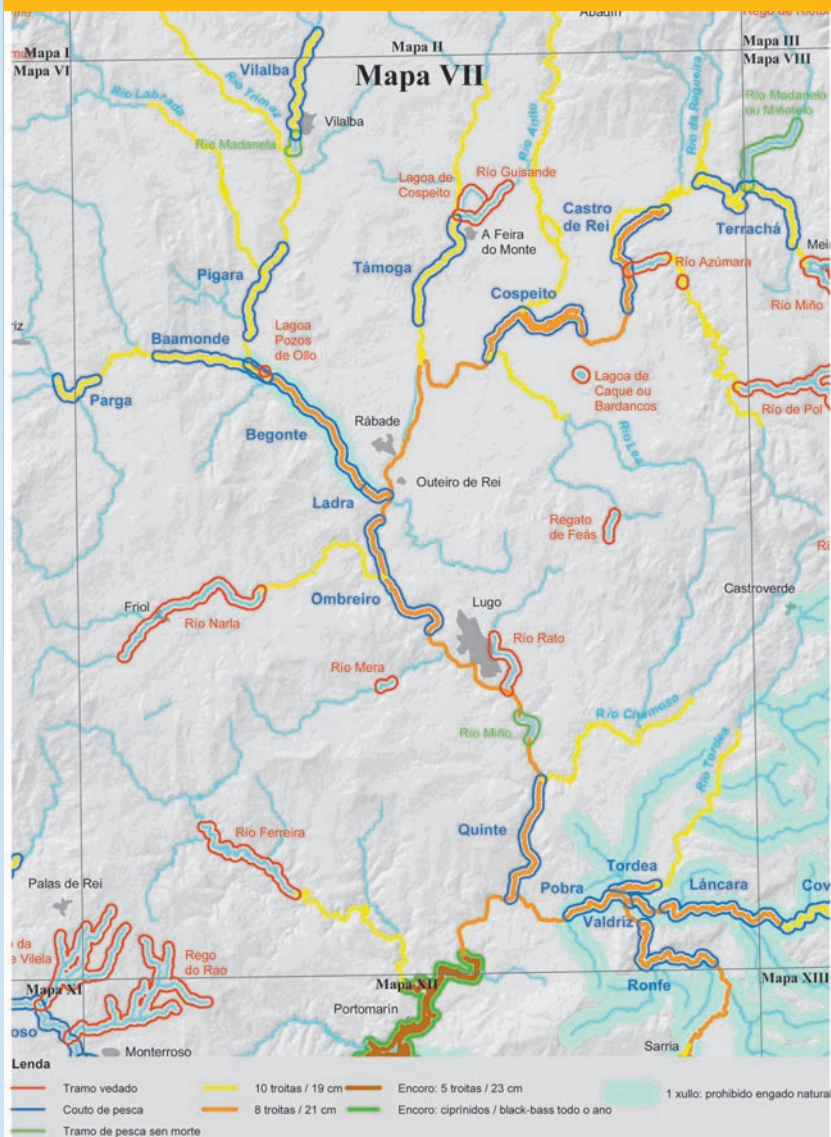 Abadín
Mapa I
Mapa VI
Mapa II
Mapa III
Mapa VIII
Mapa VII
Vilalba
Vilalba
Río Labrada
Río Trimaz
Río Madanela
Río Anllo
Río da Regueira
Río Madanela
ou Miñotelo
Lagoa de
Cospeito
Río Guisande
Castro
de Rei
Terrachá
A Feira
do Monte
Támoga
Pígara
Cospeito
Río Azúmara
Río Miño
Baamonde
Lagoa
Pozos
de Ollo
Parga
Lagoa de
Caque ou
Bardancos
Río de Pol
Begonte
Rábade
Río Lea
Outeiro de Rei
Ladra
Regato
de Feás
Castroverde
Friol
Río Narla
Ombreiro
Lugo
Río Rato
Río Mera
Río Miño
Río Chamoso
Río Tordea
Quinte
Río Ferreira
Tordea
Pobra
Láncara
Valdriz
Palas de Rei
Rego
do Rao
Ronfe
Mapa XI
Mapa XII
Mapa XIII
Portomarín
Monterroso
Sarria
Lenda
Tramo vedado
10 troitas / 19 cm
Encoro: 5 troitas / 23 cm
1 xullo: prohibido engado natural
Couto de pesca
8 troitas / 21 cm
Encoro: ciprínidos / black-bass todo o ano
Tramo de pesca sen morte